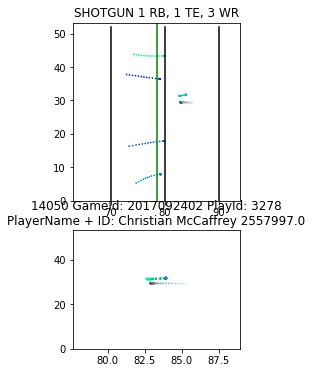 SHOTGUN 1 RB, 1 TE, 3 WR
50
40
30
20
10
0
70 80 90
14050 GameId: 2017092402 PlayId: 3278
PlayerName + ID: Christian McCaffrey 2557997.0
40
20
0
80.0 82.5 85.0 87.5